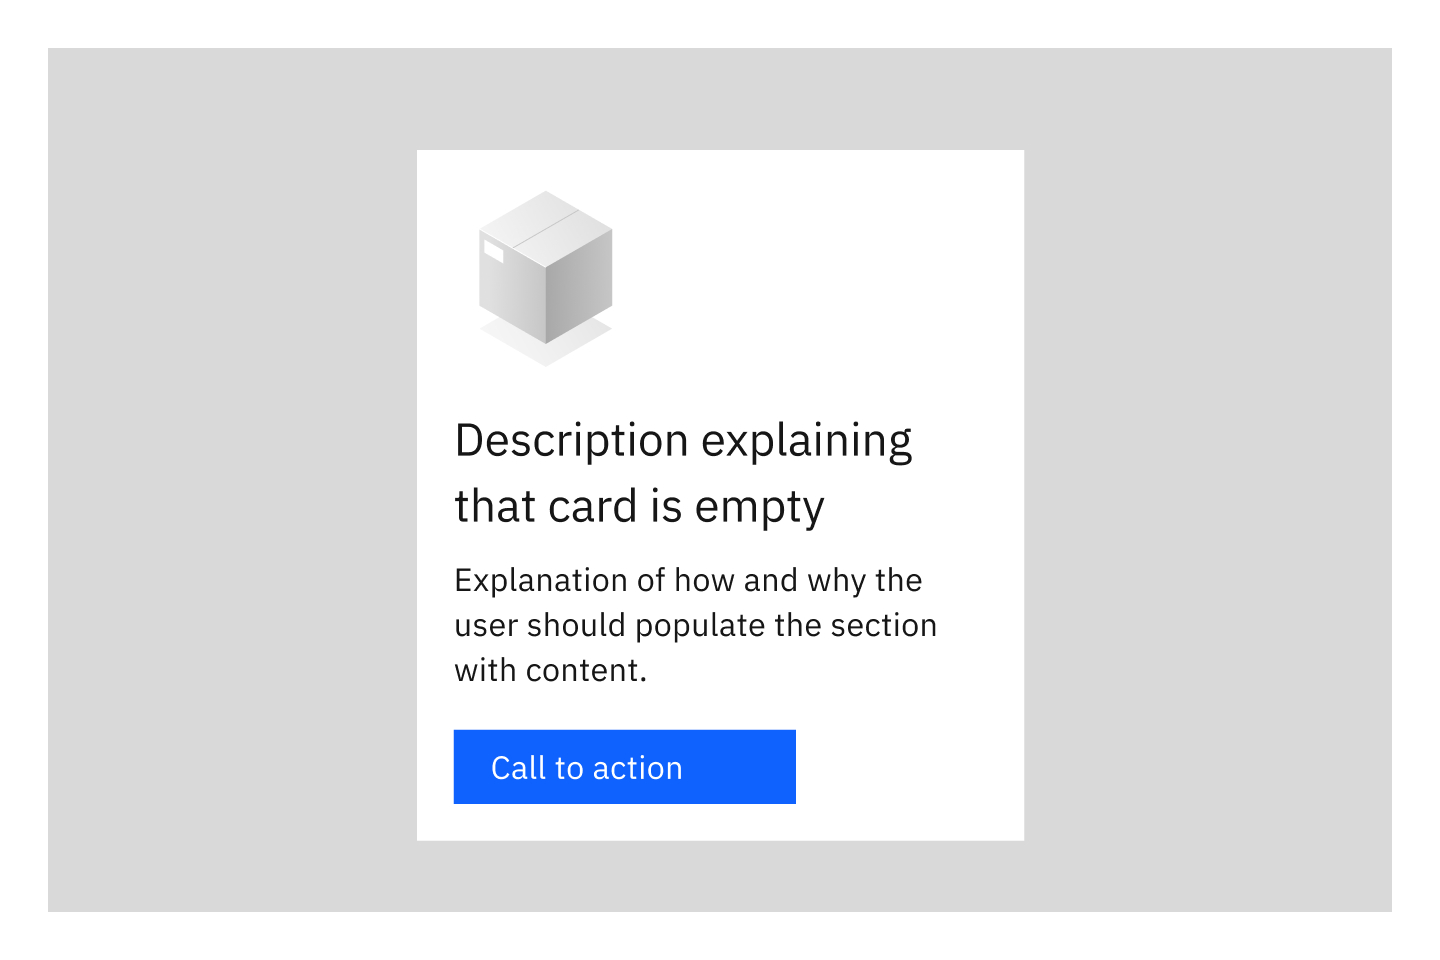 Description explaining
that card is empty
Explanation of how and why the
user should populate the section
with content.
Call to action